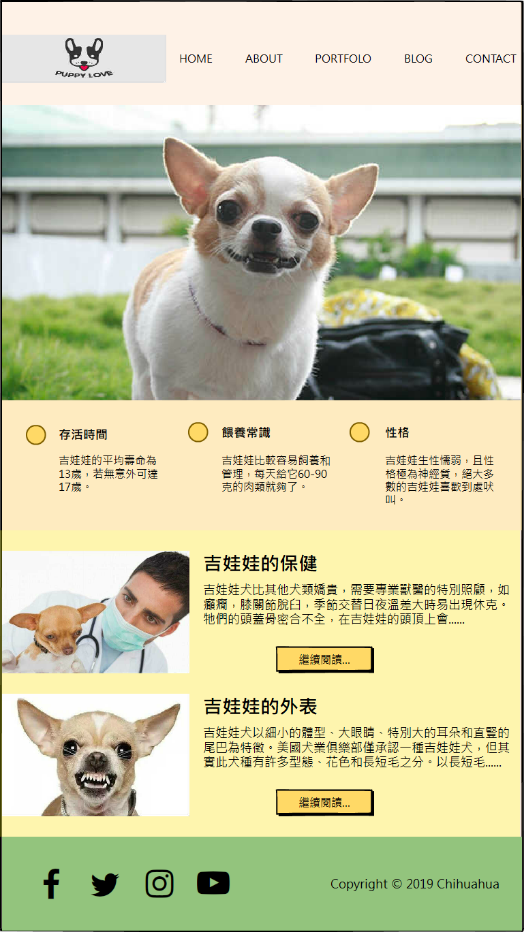 PUPPY LOVE
HOME ABOUT PORTFOLO BLOG CONTACT
存活時間
吉娃娃的平均壽命為
13歲，若無意外可達
17歲。
餵養常識
吉娃娃比較容易飼養和
管理，每天給它60-90
克的肉類就夠了。
性格
吉娃娃生性懦弱，且性
格極為神經質，絕大多
數的吉娃娃喜歡到處吠
叫。
吉娃娃的保健
吉娃娃犬比其他犬類嬌貴，需要專業獸醫的特別照顧，如
癲癇，膝關節脫臼，季節交替日夜溫差大時易出現休克。
牠們的頭蓋骨密合不全，在吉娃娃的頭頂上會......
繼續閱讀...
吉娃娃的外表
吉娃娃犬以細小的體型、大眼睛、特別大的耳朵和直豎的
尾巴為特徵。美國犬業俱樂部僅承認一種吉娃娃犬，但其
實此犬種有許多型態、花色和長短毛之分。以長短毛......
繼續閱讀...
Copyright © 2019 Chihuahua